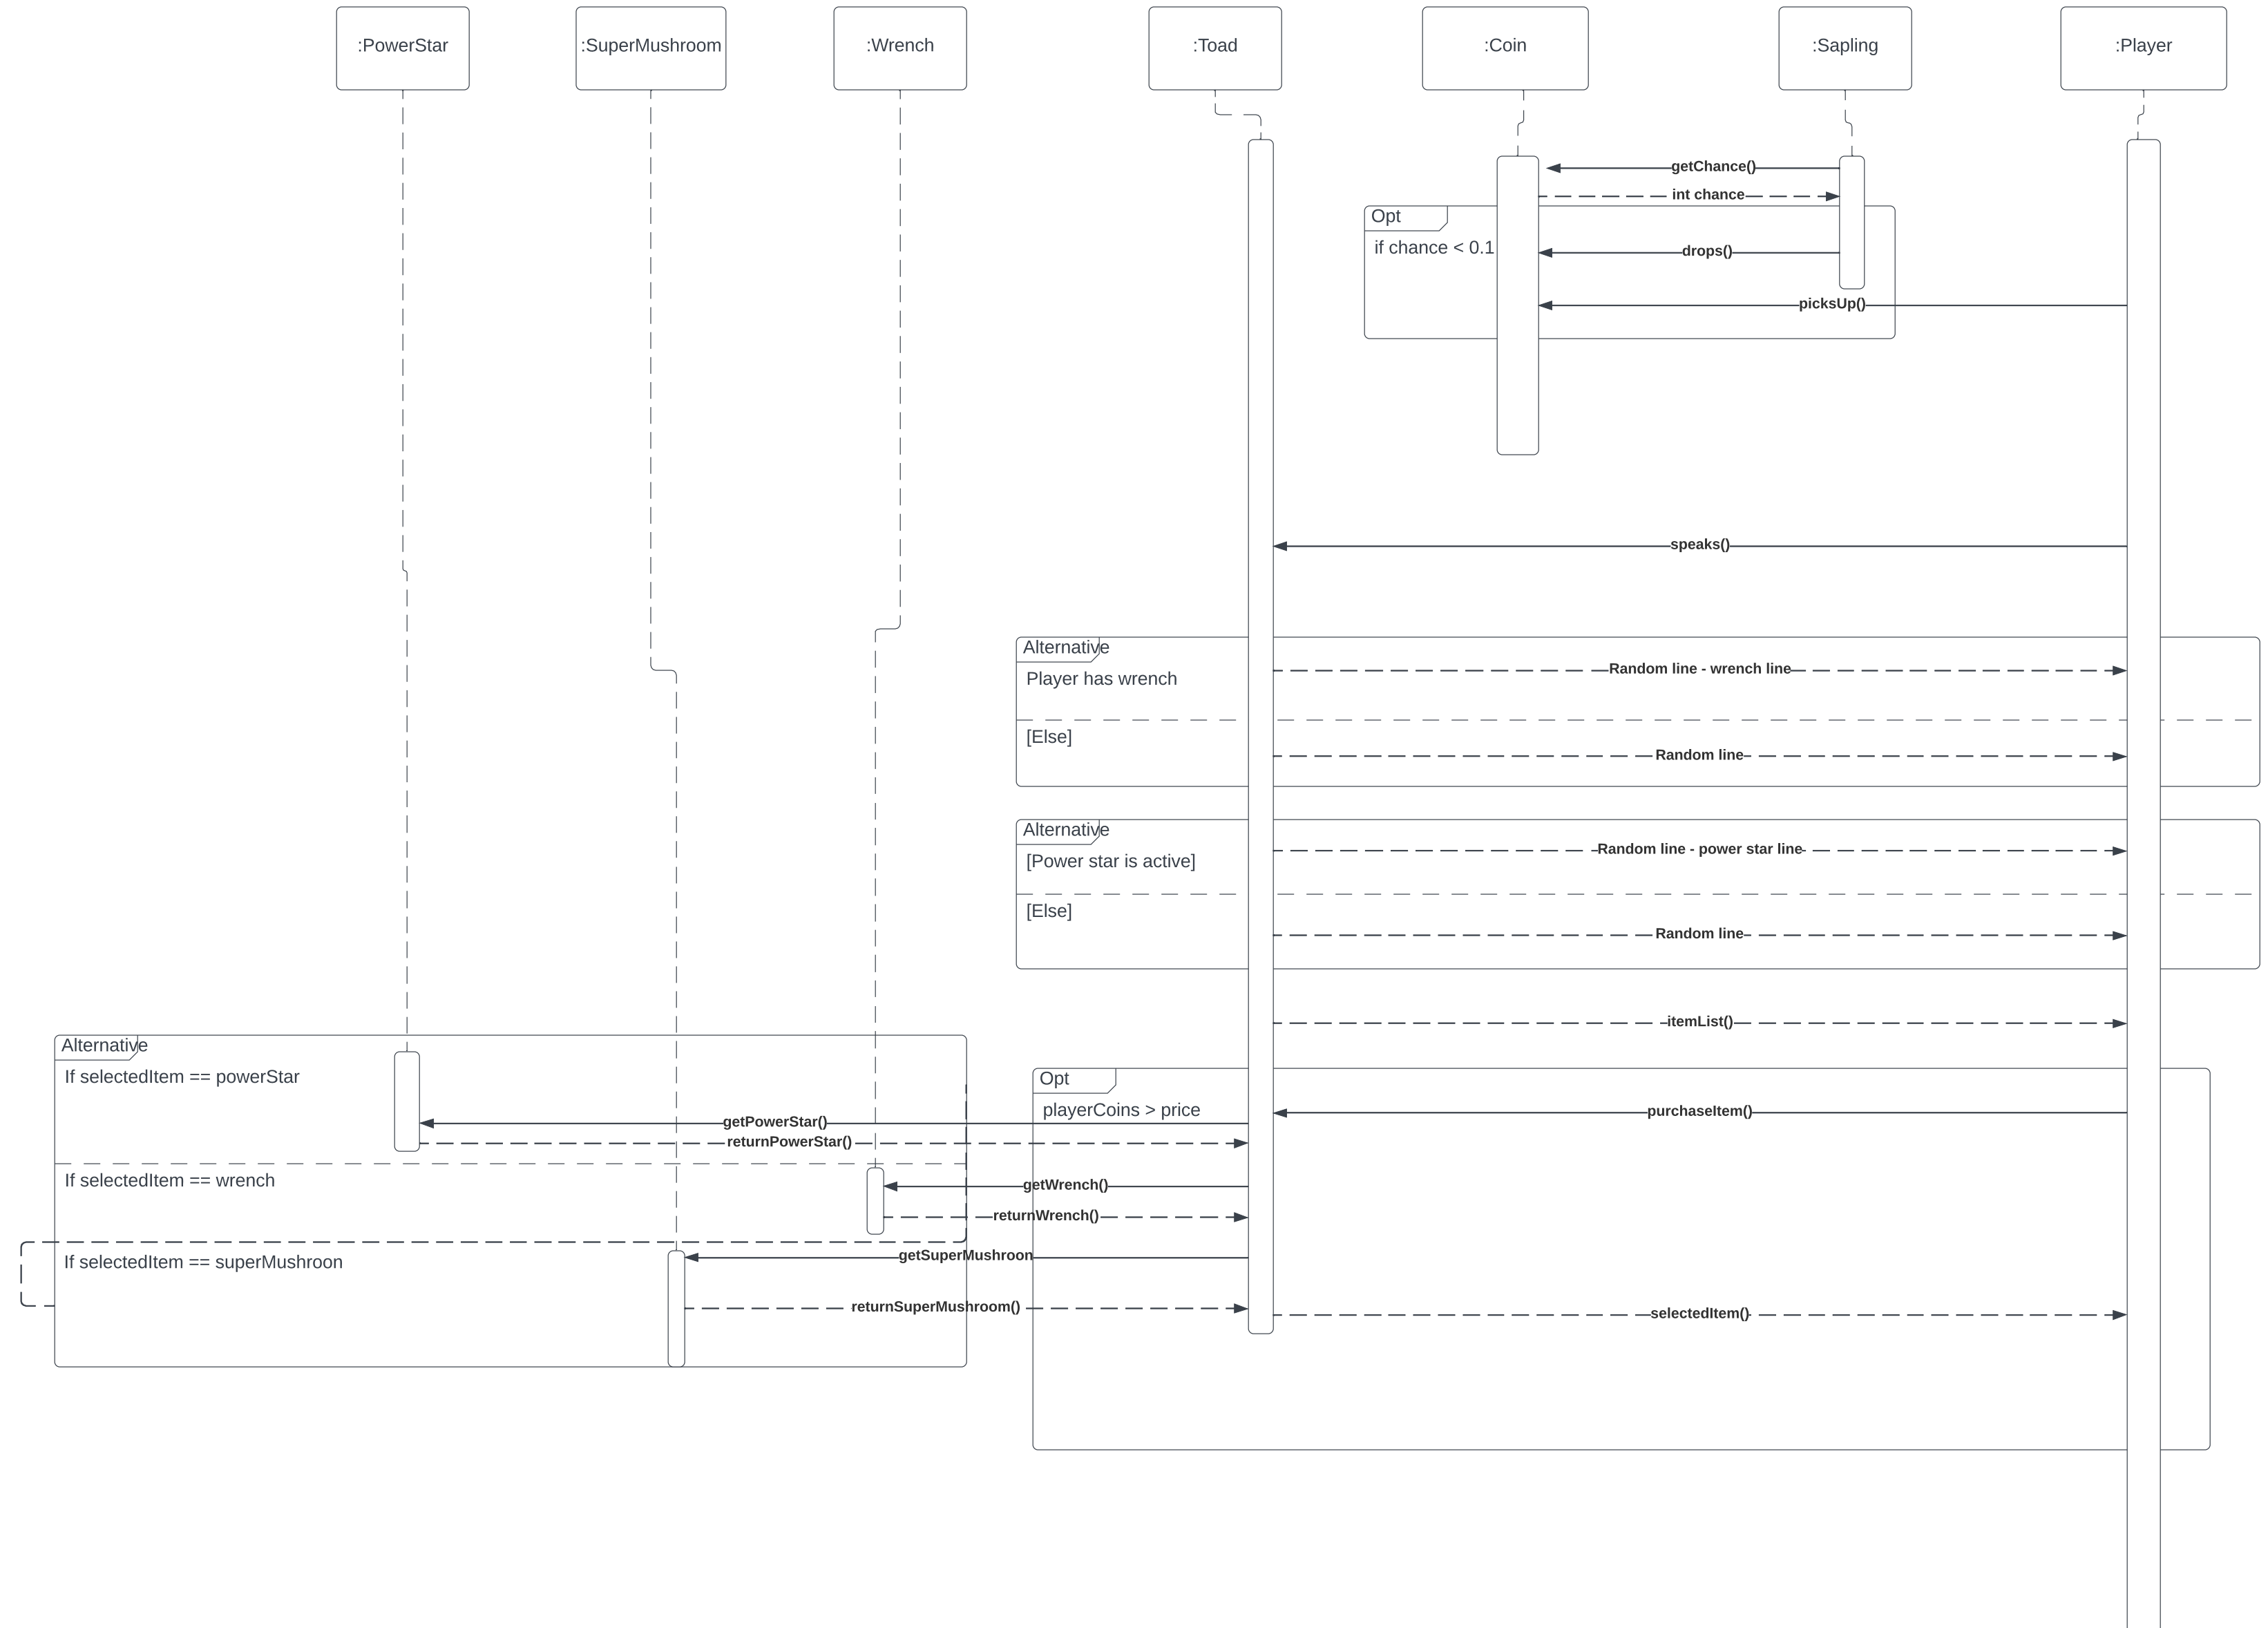 :PowerStar
:SuperMushroom
:Wrench
:Toad
:Coin
:Sapling
:Player
getChance()
int chance
Opt
if chance < 0.1
drops()
picksUp()
speaks()
Alternative
Player has wrench
Random line - wrench line
[Else]
Random line
Alternative
[Power star is active]
Random line - power star line
[Else]
Random line
itemList()
Alternative
If selectedItem == powerStar
Opt
playerCoins > price
purchaseItem()
getPowerStar()
returnPowerStar()
If selectedItem == wrench
getWrench()
returnWrench()
If selectedItem == superMushroon
getSuperMushroon
returnSuperMushroom()
selectedItem()